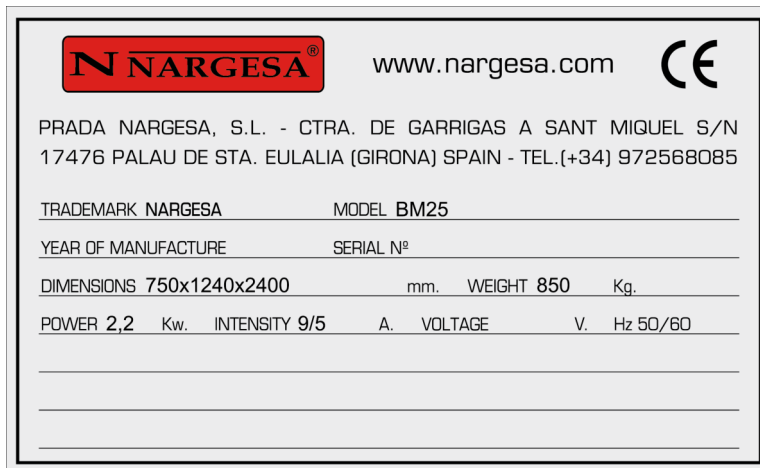 N NARGESA® www.nargesa.com CE
PRADA NARGESA, S.L. - CTRA. DE GARRIGAS A SANT MIQUEL S/N
17476 PALAU DE STA. EULALIA (GIRONA) SPAIN - TEL.(+34) 972568085
TRADEMARK NARGESA MODEL BM25
YEAR OF MANUFACTURE SERIAL Nº
DIMENSIONS 750x1240x2400 mm. WEIGHT 850 Kg.
POWER 2,2 Kw. INTENSITY 9/5 A. VOLTAGE V. Hz 50/60